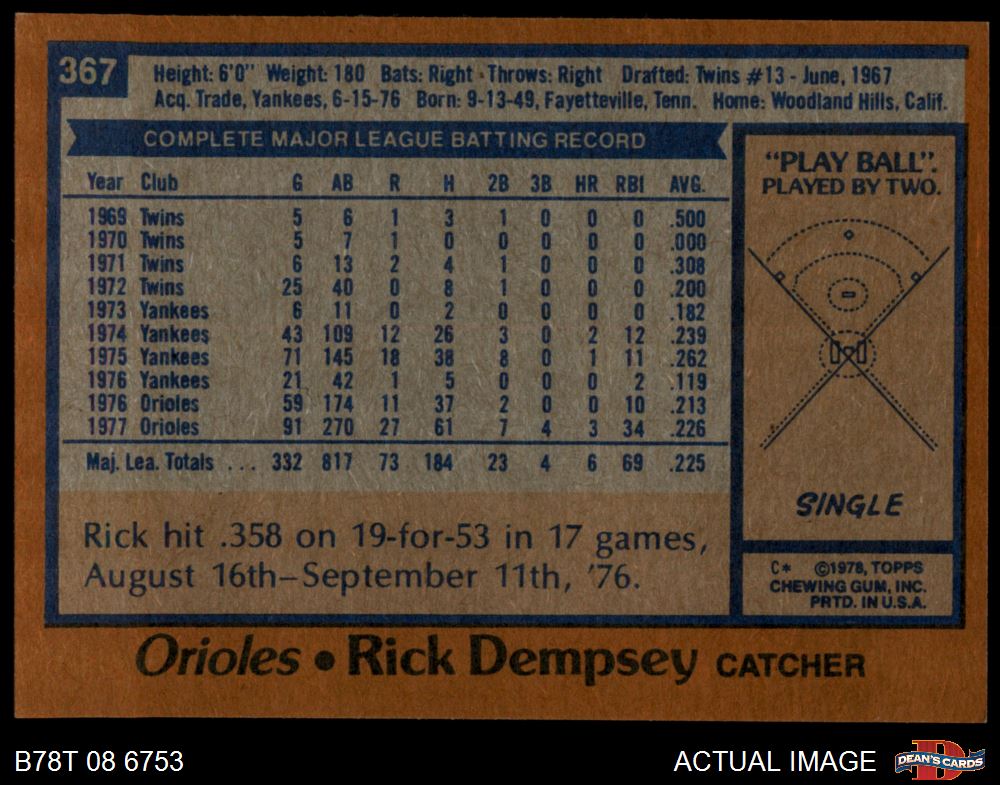 367
Height: 6'0" Weight: 180 Bats: Right · Throws: Right Drafted: Twins #13 - June, 1967
Acq. Trade, Yankees, 6-15-76 Born: 9-13-49, Fayetteville, Tenn. Home: Woodland Hills, Calif.
COMPLETE MAJOR LEAGUE BATTING RECORD
Year Club G AB R H 2B 3B HR RBI AVG.
1969 Twins 5 6 1 3 1 0 0 0 .500
1970 Twins 5 7 1 0 0 0 0 0 .000
1971 Twins 6 13 2 4 1 0 0 0 .308
1972 Twins 25 40 0 8 1 0 0 0 .200
1973 Yankees 6 11 0 2 0 0 0 0 .182
1974 Yankees 43 109 12 26 3 0 2 12 .239
1975 Yankees 71 145 18 38 8 0 1 11 .262
1976 Yankees 21 42 1 5 0 0 0 2 .119
1976 Orioles 59 174 11 37 2 0 0 10 .213
1977 Orioles 91 270 27 61 7 4 3 34 .226
Maj. Lea. Totals ... 332 817 73 184 23 4 6 69 .225
Rick hit .358 on 19-for-53 in 17 games,
August 16th–September 11th, '76.
"PLAY BALL".
PLAYED BY TWO.
SINGLE
C* ©1978, TOPPS
CHEWING GUM, INC.
PRTD. IN U.S.A.
Orioles • Rick Dempsey CATCHER
B78T 08 6753
ACTUAL IMAGE
D
DEAN'S CARDS